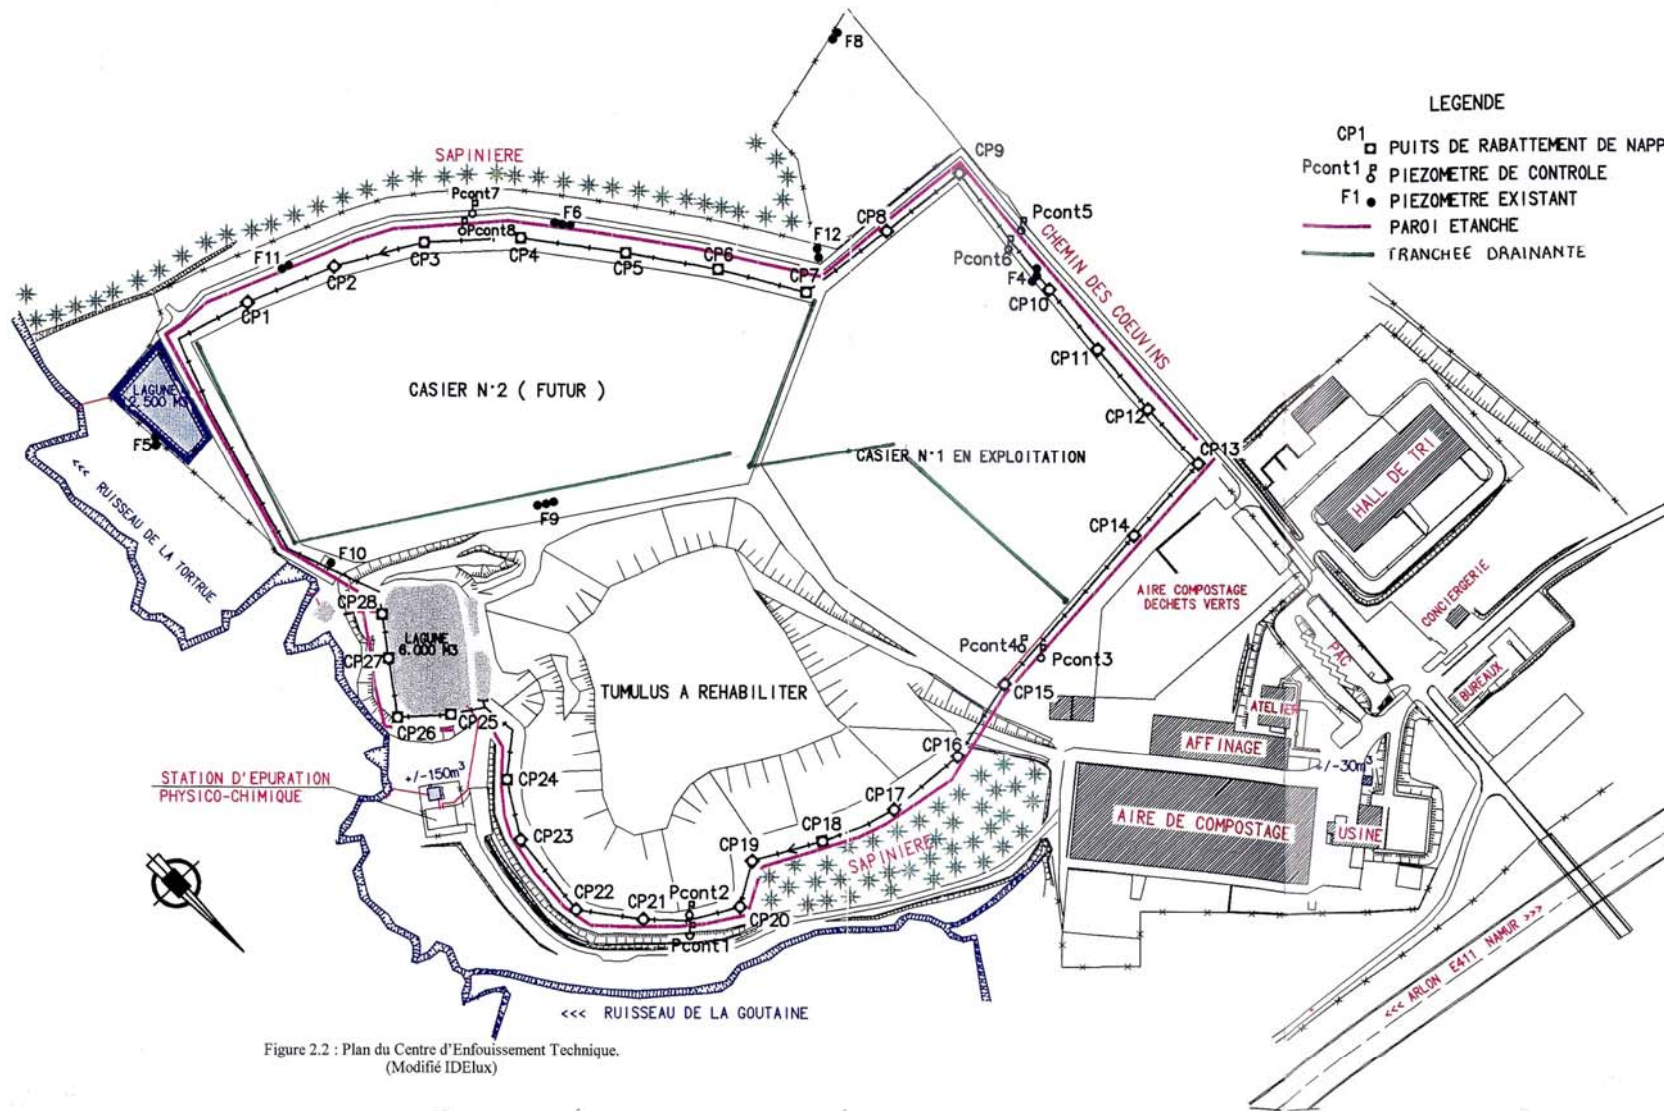 F8
LEGENDE
CP1 PUITS DE RABATTEMENT DE NAPP
Pcont1 PIEZOMETRE DE CONTROLE
F1 PIEZOMETRE EXISTANT
PAROI ETANCHE
TRANCHEE DRAINANTE
SAPINIERE
CP9
Pcont7
Pcont8
F6
F12
CP8
Pcont5
Pcont6
F4
CP10
CHEMIN DES COEUVINS
F11
CP2
CP3
CP4
CP5
CP6
CP7
CP1
CP11
CP12
CP13
LAGUNE
2.500 M3
F5
CASIER N°2 ( FUTUR )
CASIER N°1 EN EXPLOITATION
HALL DE TRI
<<< RUISSEAU DE LA TORTRUE
F9
F10
CP14
AIRE COMPOSTAGE
DECHETS VERTS
CONCIERGERIE
CP28
LAGUNE
6.000 M3
CP27
Pcont4
Pcont3
PAC
BUREAUX
TUMULUS A REHABILITER
CP15
ATELIER
CP26
CP25
CP16
AFFINAGE
STATION D'EPURATION
PHYSICO-CHIMIQUE
+/-150m3
CP24
+/-30m3
CP17
AIRE DE COMPOSTAGE
USINE
CP23
CP18
CP19
SAPINIERE
CP22
CP21
Pcont2
CP20
Pcont1
<<< ARLON E411 NAMUR >>>
<<< RUISSEAU DE LA GOUTAINE
Figure 2.2 : Plan du Centre d'Enfouissement Technique.
(Modifié IDElux)